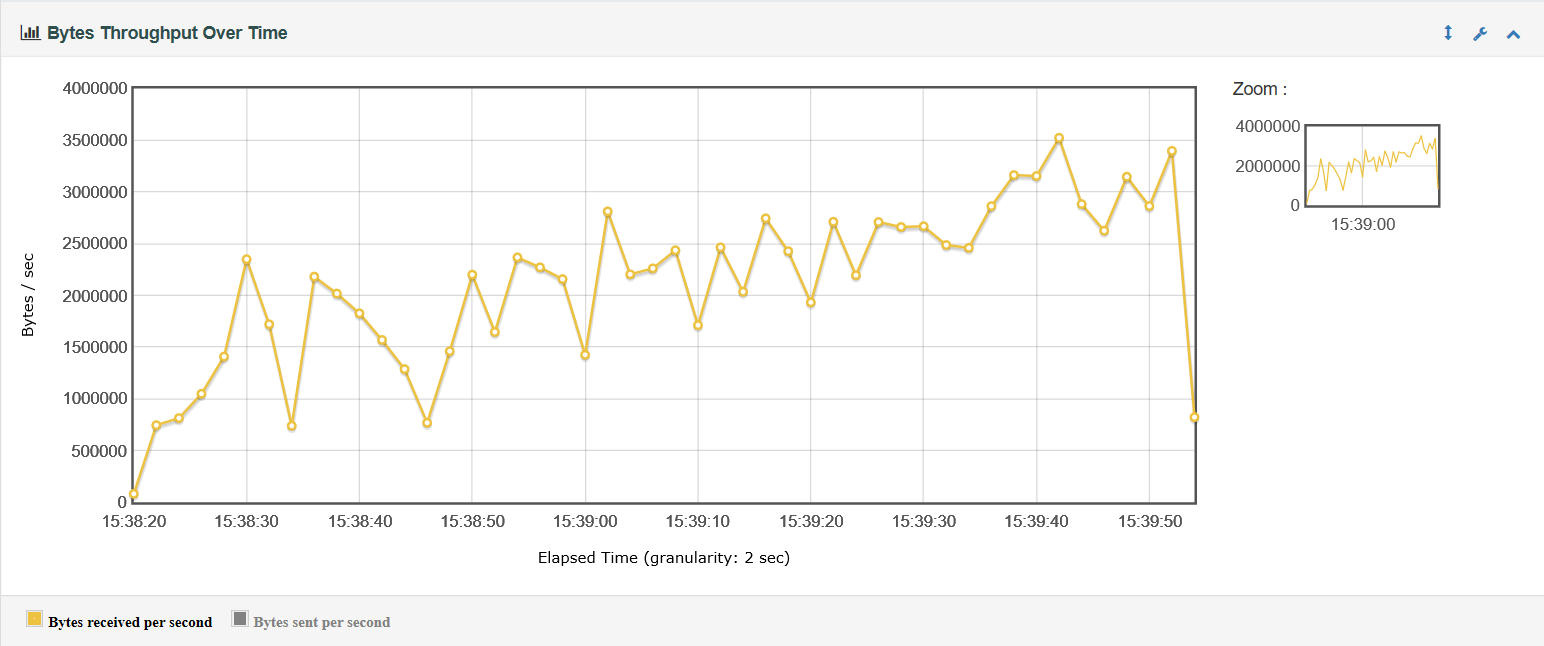 Bytes Throughput Over Time
4000000
3500000
3000000
2500000
2000000
1500000
1000000
500000
0
Bytes / sec
15:38:20 15:38:30 15:38:40 15:38:50 15:39:00 15:39:10 15:39:20 15:39:30 15:39:40 15:39:50
Elapsed Time (granularity: 2 sec)
Zoom :
4000000
2000000
0
15:39:00
Bytes received per second Bytes sent per second